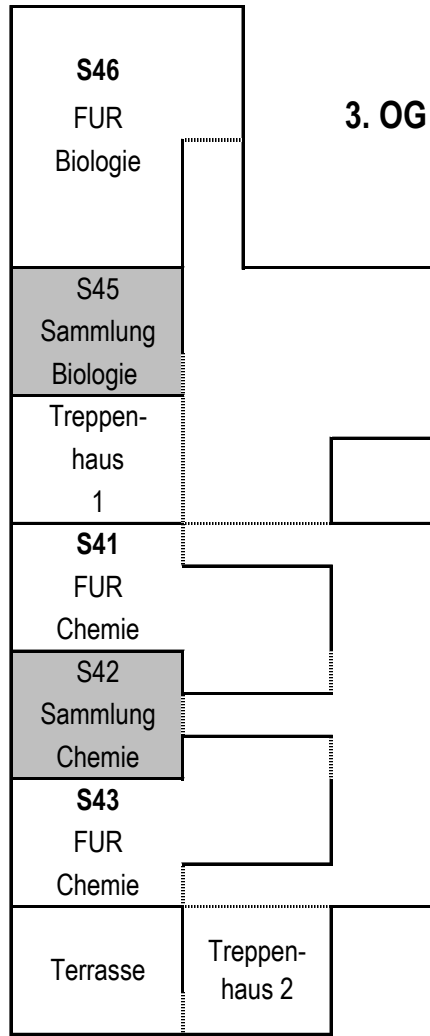 S46
FUR
Biologie
3. OG
S45
Sammlung
Biologie
Treppen-
haus
1
S41
FUR
Chemie
S42
Sammlung
Chemie
S43
FUR
Chemie
Terrasse
Treppen-
haus 2